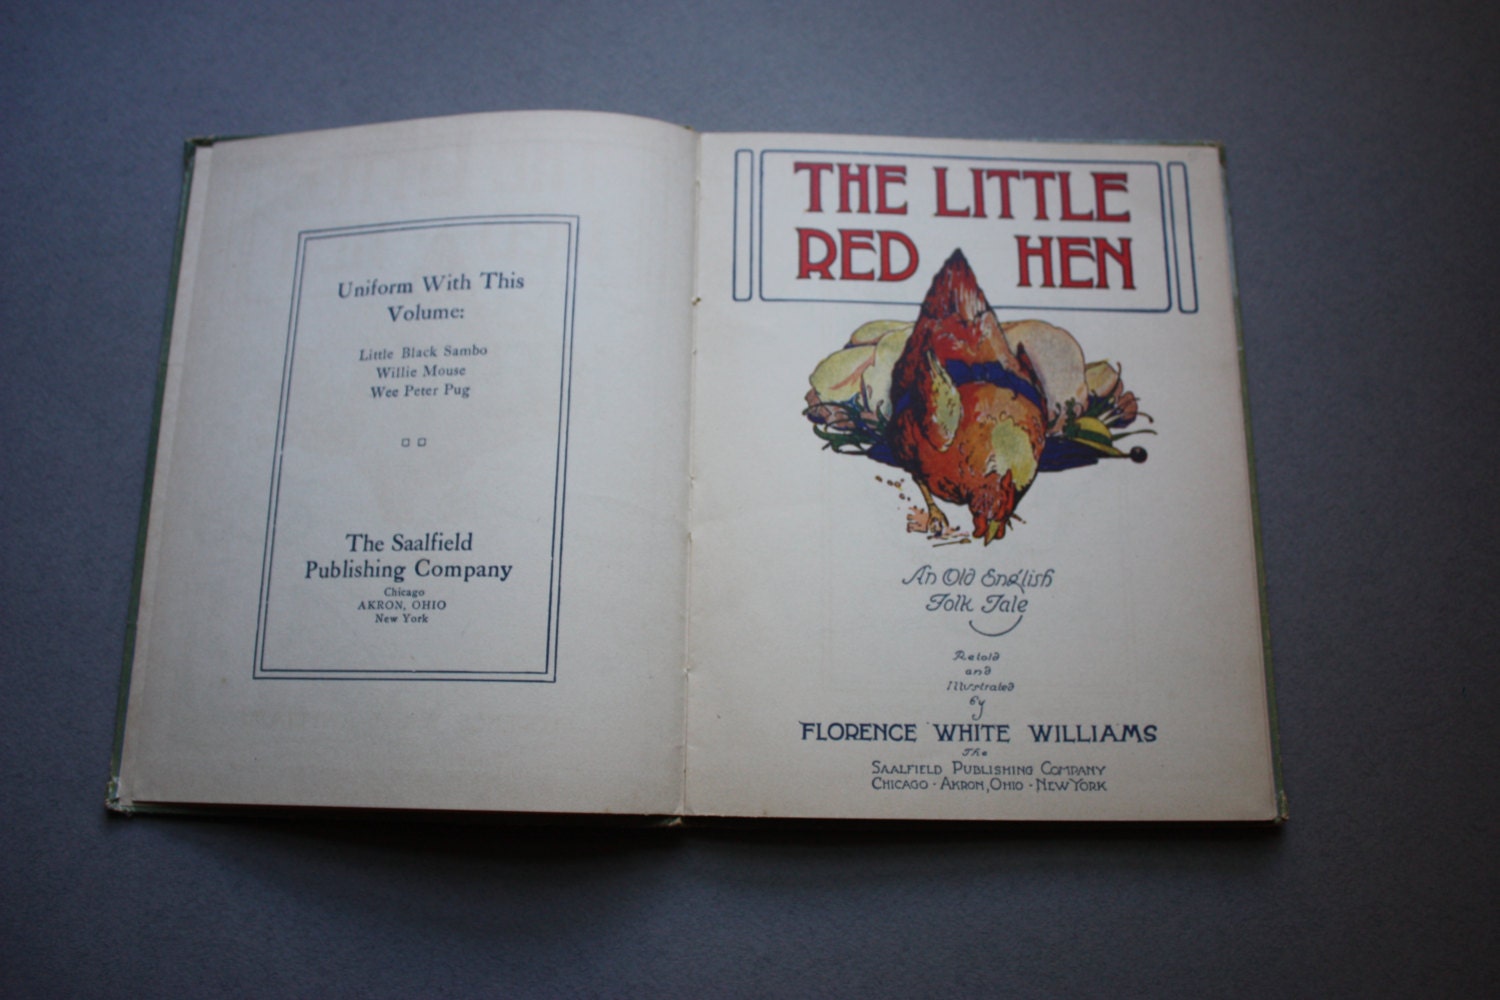 Uniform With This
Volume:
Little Black Sambo
Willie Mouse
Wee Peter Pug
The Saalfield
Publishing Company
Chicago
AKRON, OHIO
New York
THE LITTLE
RED HEN
An Old English
Folk Tale
Retold
and
Illustrated
by
FLORENCE WHITE WILLIAMS
The
SAALFIELD PUBLISHING COMPANY
CHICAGO - AKRON, OHIO - NEW YORK